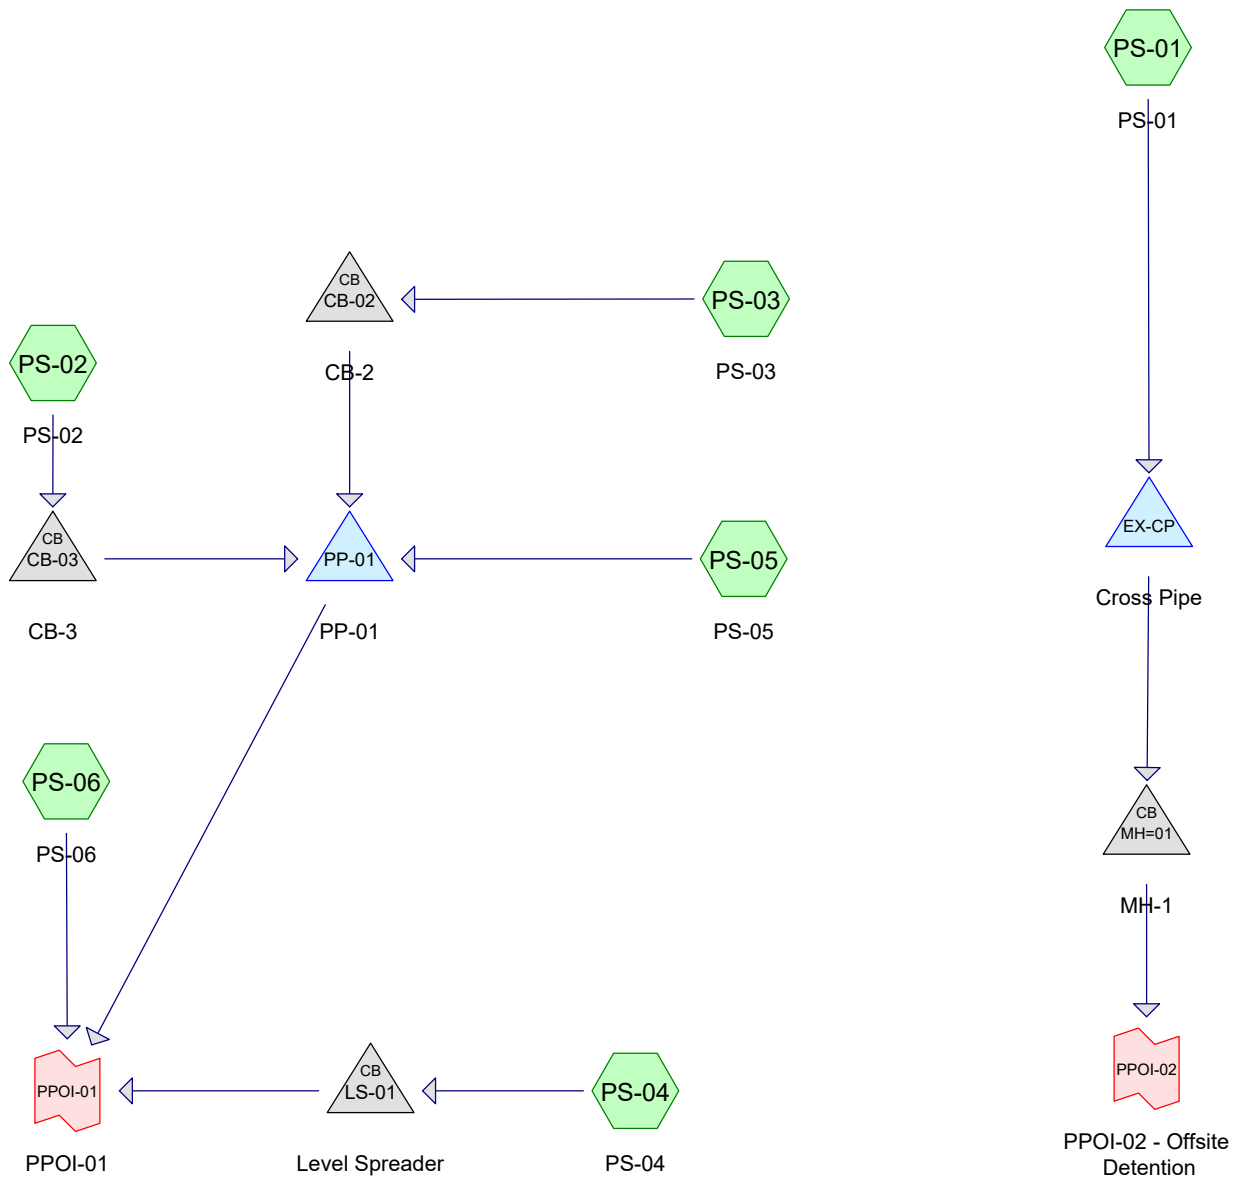 PS-01
PS-01
CB
CB-02
CB-2
PS-03
PS-03
PS-02
PS-02
CB
CB-03
CB-3
PP-01
PP-01
PS-05
PS-05
EX-CP
Cross Pipe
PS-06
PS-06
CB
MH=01
MH-1
PPOI-01
PPOI-01
CB
LS-01
Level Spreader
PS-04
PS-04
PPOI-02
PPOI-02 - Offsite
Detention